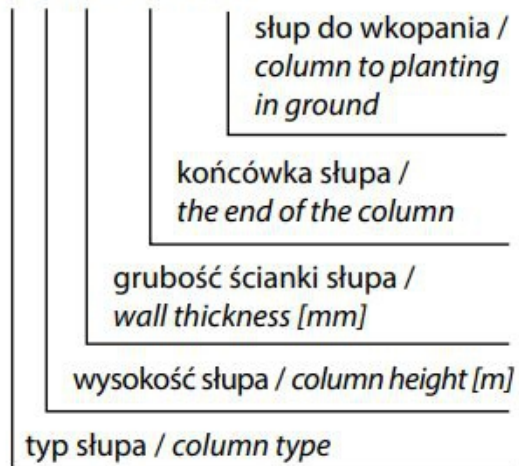 słup do wkopania /
column to planting
in ground
końcówka słupa /
the end of the column
grubość ścianki słupa /
wall thickness [mm]
wysokość słupa / column height [m]
typ słupa / column type